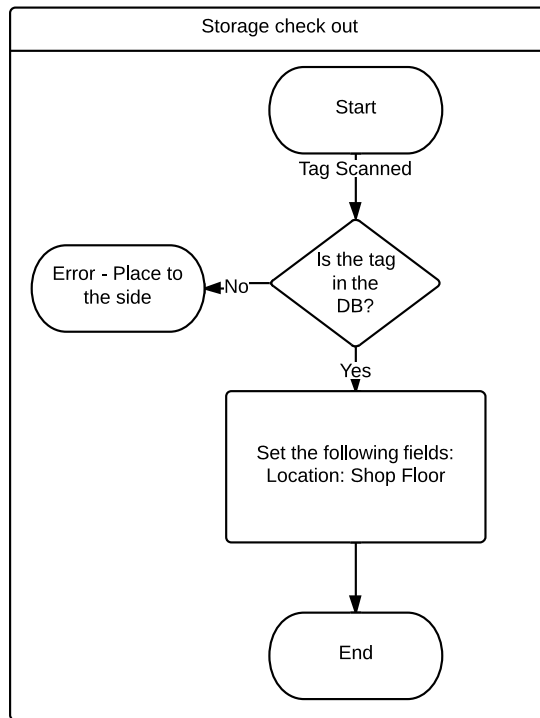 Storage check out
Start
Tag Scanned
Is the tag
in the
DB?
No
Error - Place to
the side
Yes
Set the following fields:
Location: Shop Floor
End